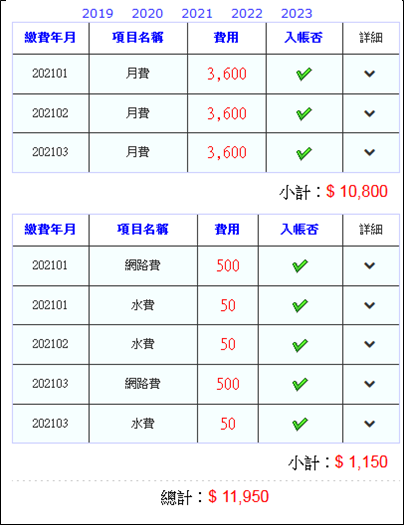 2019 2020 2021 2022 2023
繳費年月 項目名稱 費用 入帳否 詳細
202101 月費 3,600
202102 月費 3,600
202103 月費 3,600
小計：$ 10,800
繳費年月 項目名稱 費用 入帳否 詳細
202101 網路費 500
202101 水費 50
202102 水費 50
202103 網路費 500
202103 水費 50
小計：$ 1,150
總計：$ 11,950